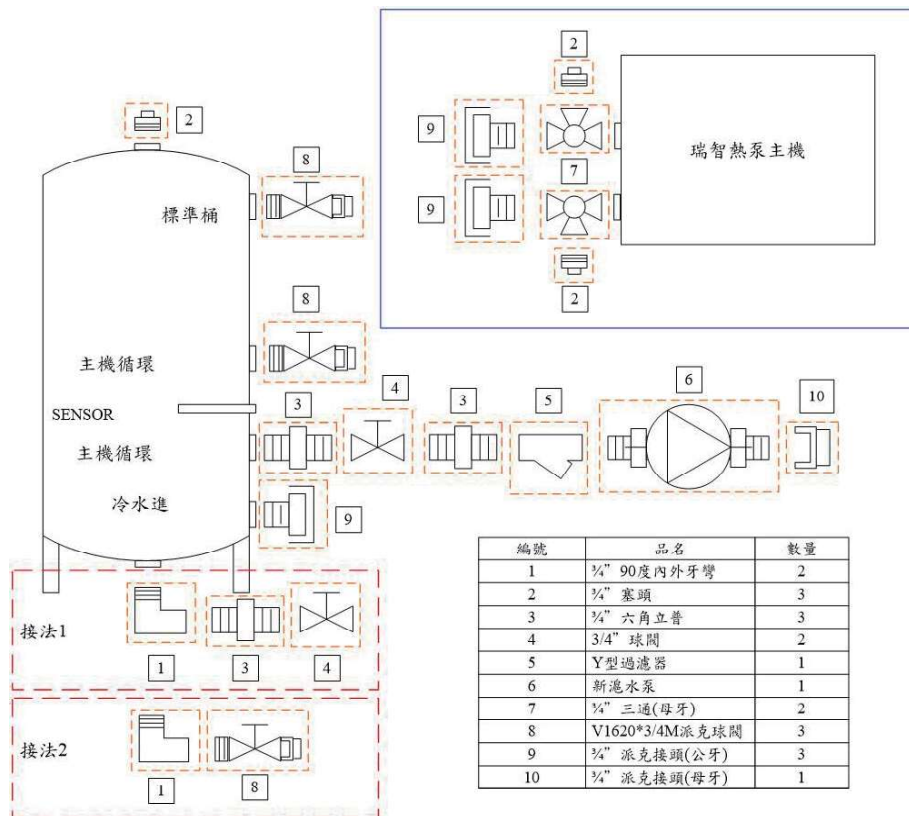 2
2
8
9
瑞智熱泵主機
7
標準桶
9
2
8
主機循環
4
6
SENSOR
3
3
5
10
主機循環
冷水進
9
編號 品名 數量
1 ¾” 90度內外牙彎 2
2 ¾” 塞頭 3
3 ¾” 六角立普 3
4 3/4” 球閥 2
5 Y型過濾器 1
6 新滬水泵 1
7 ¾” 三通(母牙) 2
8 V1620*3/4M派克球閥 3
9 ¾” 派克接頭(公牙) 3
10 ¾” 派克接頭(母牙) 1
接法1
1
3
4
接法2
1
8